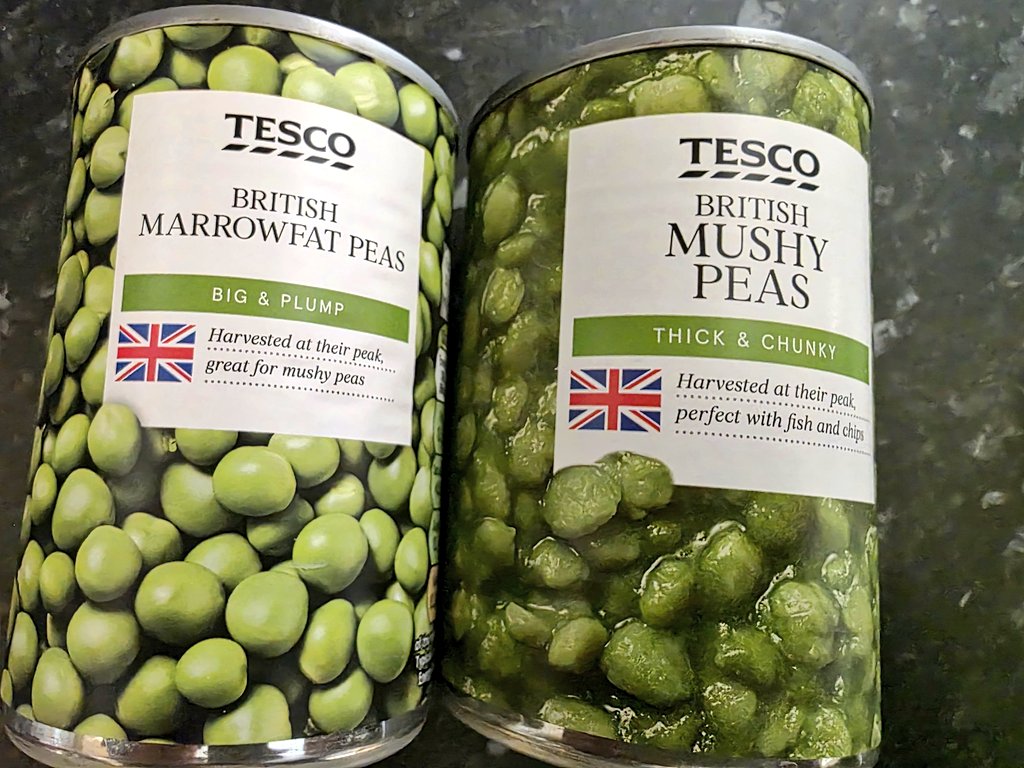 TESCO
BRITISH
MARROWFAT PEAS
BIG & PLUMP
Harvested at their peak,
great for mushy peas
TESCO
BRITISH
MUSHY
PEAS
THICK & CHUNKY
Harvested at their peak,
perfect with fish and chips